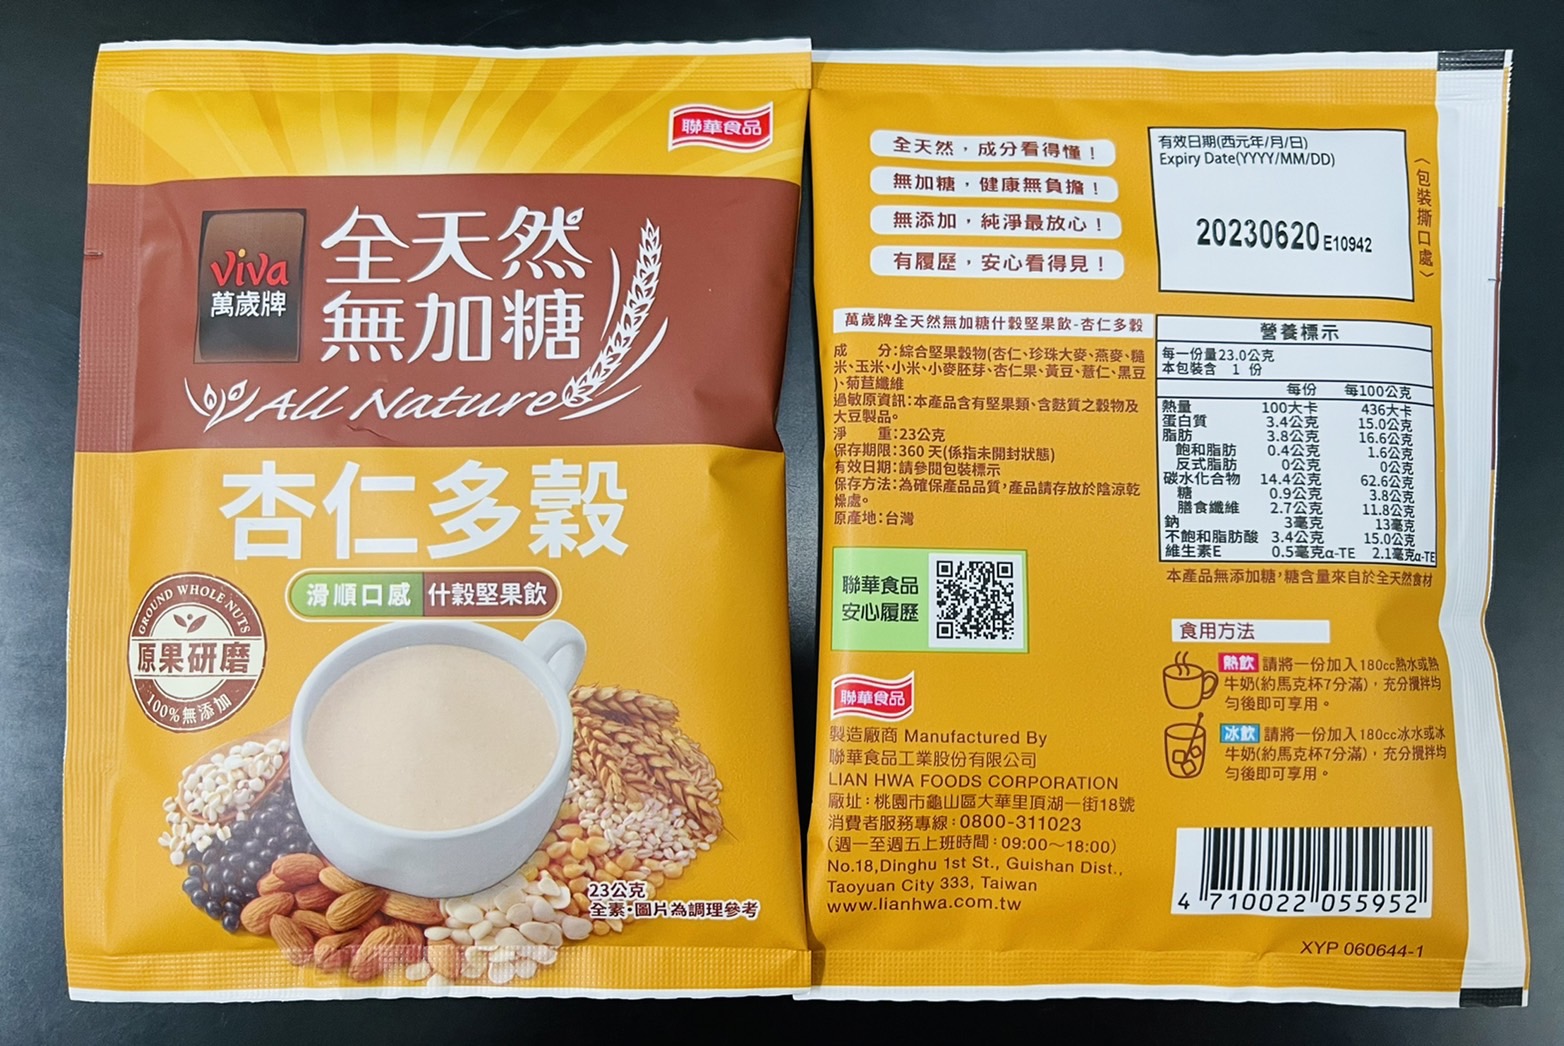 聯華食品
viva
萬歲牌
全天然
無加糖
All Nature
杏仁多穀
滑順口感 什穀堅果飲
GROUND WHOLE NUTS
原果研磨
100%無添加
23公克
全素・圖片為調理參考
全天然，成分看得懂！
無加糖，健康無負擔！
無添加，純淨最放心！
有履歷，安心看得見！
有效日期(西元年/月/日)
Expiry Date(YYYY/MM/DD)
20230620 E10942
〈包裝撕口處〉
萬歲牌全天然無加糖什穀堅果飲-杏仁多穀
成　　分:綜合堅果穀物(杏仁、珍珠大麥、燕麥、糙
米、玉米、小米、小麥胚芽、杏仁果、黃豆、薏仁、黑豆
)、菊苣纖維
過敏原資訊:本產品含有堅果類、含麩質之穀物及
大豆製品。
淨　　重:23公克
保存期限:360 天(係指未開封狀態)
有效日期:請參閱包裝標示
保存方法:為確保產品品質，產品請存放於陰涼乾
燥處。
原產地:台灣
聯華食品
安心履歷
聯華食品
製造廠商 Manufactured By
聯華食品工業股份有限公司
LIAN HWA FOODS CORPORATION
廠址：桃園市龜山區大華里頂湖一街18號
消費者服務專線：0800-311023
(週一至週五上班時間：09:00～18:00)
No.18,Dinghu 1st St., Guishan Dist.,
Taoyuan City 333, Taiwan
www.lianhwa.com.tw
營養標示
每一份量23.0公克
本包裝含 1 份
每份 每100公克
熱量 100大卡 436大卡
蛋白質 3.4公克 15.0公克
脂肪 3.8公克 16.6公克
飽和脂肪 0.4公克 1.6公克
反式脂肪 0公克 0公克
碳水化合物 14.4公克 62.6公克
糖 0.9公克 3.8公克
膳食纖維 2.7公克 11.8公克
鈉 3毫克 13毫克
不飽和脂肪酸 3.4公克 15.0公克
維生素E 0.5毫克α-TE 2.1毫克α-TE
本產品無添加糖，糖含量來自於全天然食材
食用方法
熱飲 請將一份加入180cc熱水或熱
牛奶(約馬克杯7分滿)，充分攪拌均
勻後即可享用。
冰飲 請將一份加入180cc冰水或冰
牛奶(約馬克杯7分滿)，充分攪拌均
勻後即可享用。
4 710022 055952
XYP 060644-1